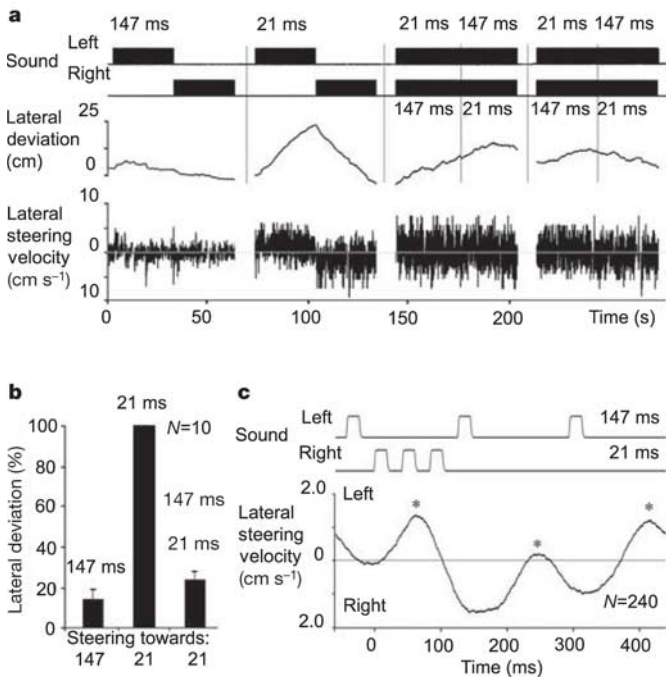 a
147 ms 21 ms 21 ms 147 ms 21 ms 147 ms
Left
Sound
Right
147 ms 21 ms 147 ms 21 ms
25
Lateral
deviation
(cm)
0
10
Lateral
steering
velocity
(cm s⁻¹)
0
10
0 50 100 150 200 Time (s)
b
Lateral deviation (%)
100
80
60
40
20
0
21 ms
N=10
147 ms
147 ms
21 ms
Steering towards:
147 21 21
c
Left
Sound
Right
147 ms
21 ms
2.0
Left
Lateral
steering
velocity
(cm s⁻¹)
0
Right
2.0
* * *
N=240
0 100 200 300 400
Time (ms)